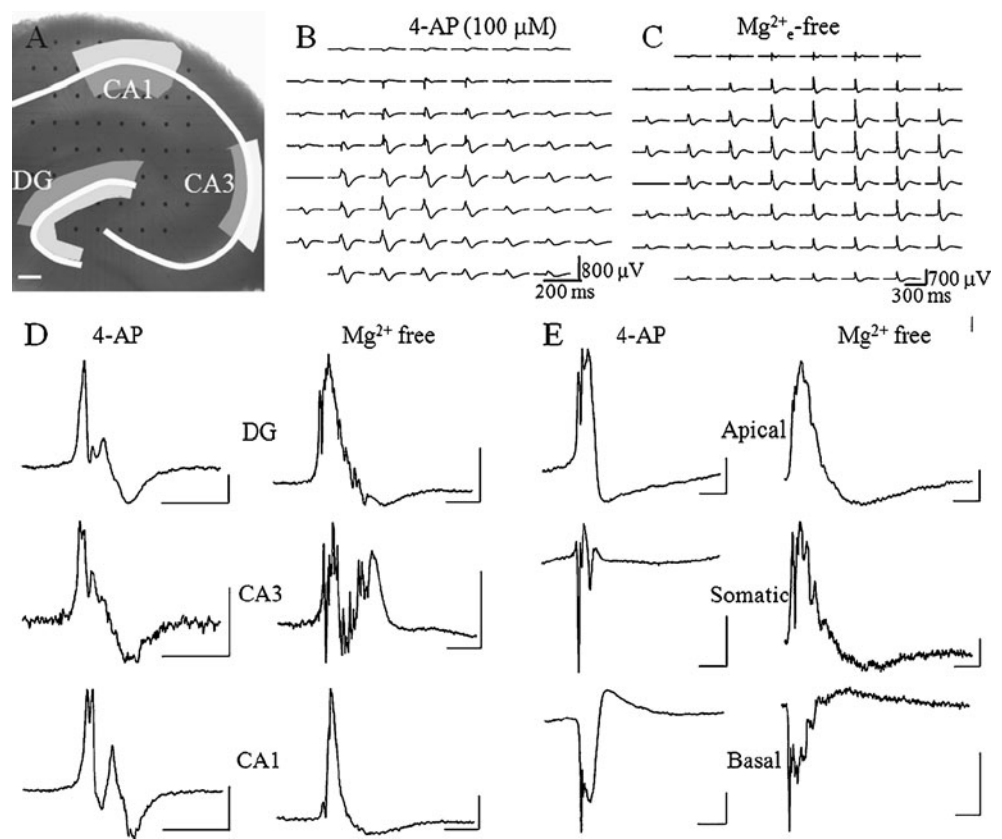 A
CA1
DG
CA3
B
4-AP (100 µM)
800 µV
200 ms
C
Mg²⁺ₑ-free
700 µV
300 ms
D
4-AP
Mg²⁺ free
DG
CA3
CA1
E
4-AP
Mg²⁺ free
Apical
Somatic
Basal